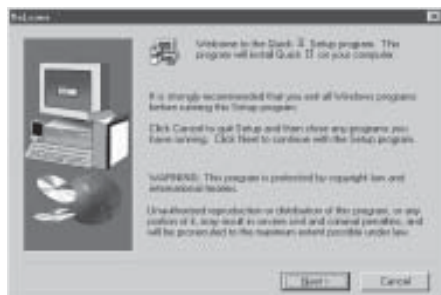 Welcome
Welcome to the Quick II Setup program. This
program will install Quick II on your computer.
It is strongly recommended that you exit all Windows programs
before running this Setup program.
Click Cancel to quit Setup and then close any programs you
have running. Click Next to continue with the Setup program.
WARNING: This program is protected by copyright law and
international treaties.
Unauthorized reproduction or distribution of this program, or any
portion of it, may result in severe civil and criminal penalties, and
will be prosecuted to the maximum extent possible under law.
Next >
Cancel